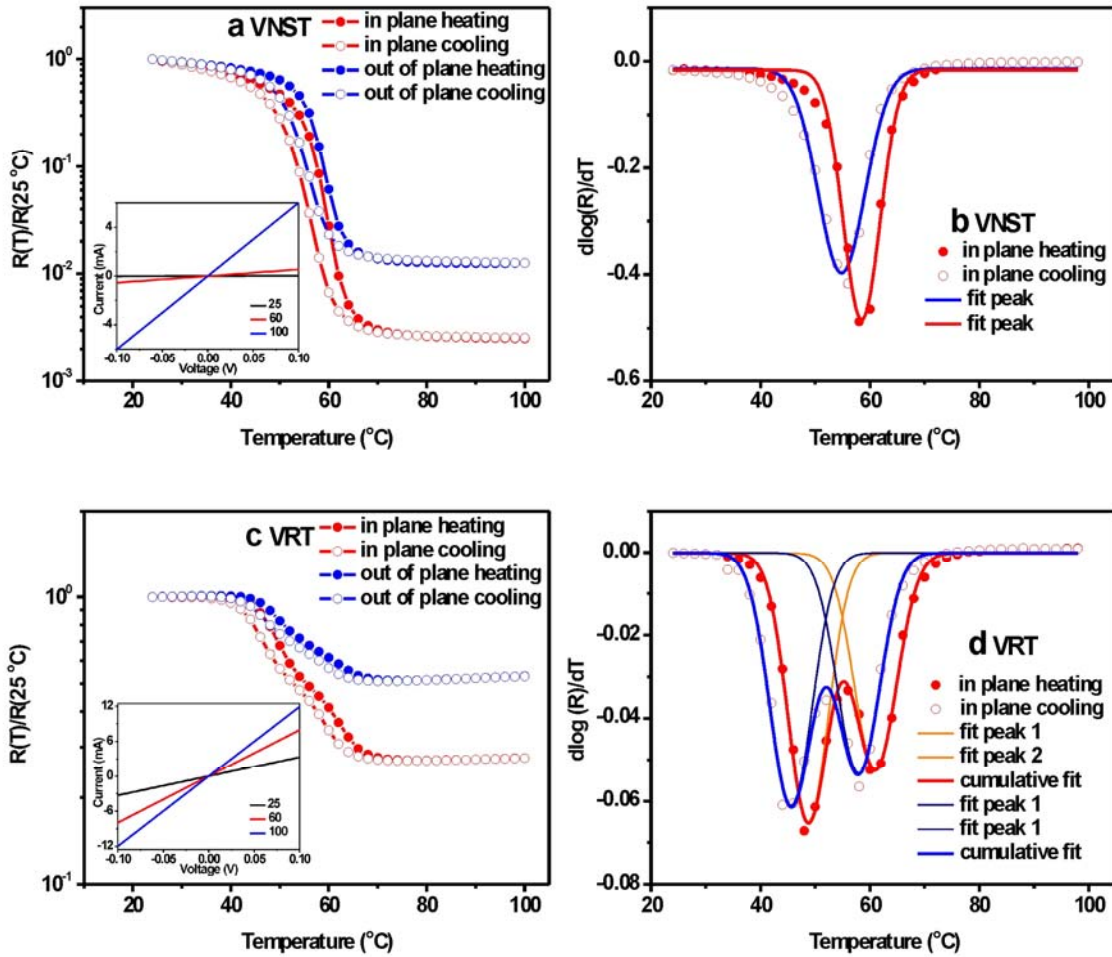 a VNST
in plane heating
in plane cooling
out of plane heating
out of plane cooling
10⁰
10⁻¹
10⁻²
10⁻³
R(T)/R(25 °C)
20 40 60 80 100
Temperature (°C)
Current (mA)
4
0
-4
25
60
100
-0.10 -0.05 0.00 0.05 0.10
Voltage (V)
b VNST
in plane heating
in plane cooling
fit peak
fit peak
0.0
-0.2
-0.4
-0.6
dlog(R)/dT
20 40 60 80 100
Temperature (°C)
c VRT
in plane heating
in plane cooling
out of plane heating
out of plane cooling
10⁰
10⁻¹
R(T)/R(25 °C)
20 40 60 80 100
Temperature (°C)
Current (mA)
12
6
0
-6
-12
25
60
100
-0.10 -0.05 0.00 0.05 0.10
Voltage (V)
d VRT
in plane heating
in plane cooling
fit peak 1
fit peak 2
cumulative fit
fit peak 1
fit peak 1
cumulative fit
0.00
-0.02
-0.04
-0.06
-0.08
dlog (R)/dT
20 40 60 80 100
Temperature (°C)